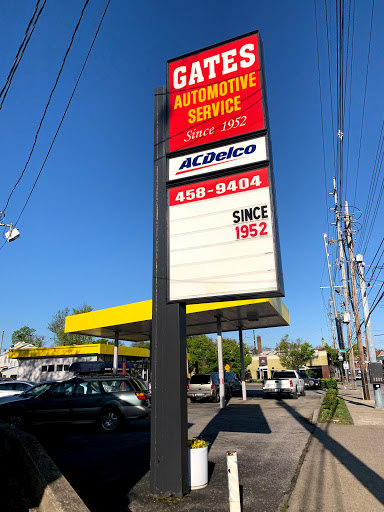 GATES
AUTOMOTIVE
SERVICE
Since 1952
ACDelco
458-9404
SINCE
1952